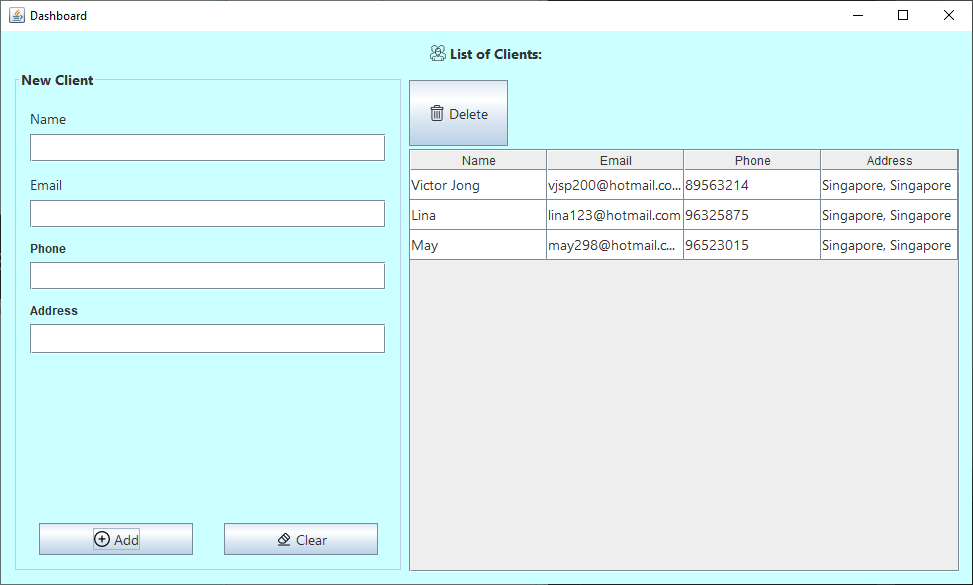 Dashboard
List of Clients:
New Client
Name
Email
Phone
Address
Add
Clear
Delete
Name Email Phone Address
Victor Jong vjsp200@hotmail.co... 89563214 Singapore, Singapore
Lina lina123@hotmail.com 96325875 Singapore, Singapore
May may298@hotmail.c... 96523015 Singapore, Singapore